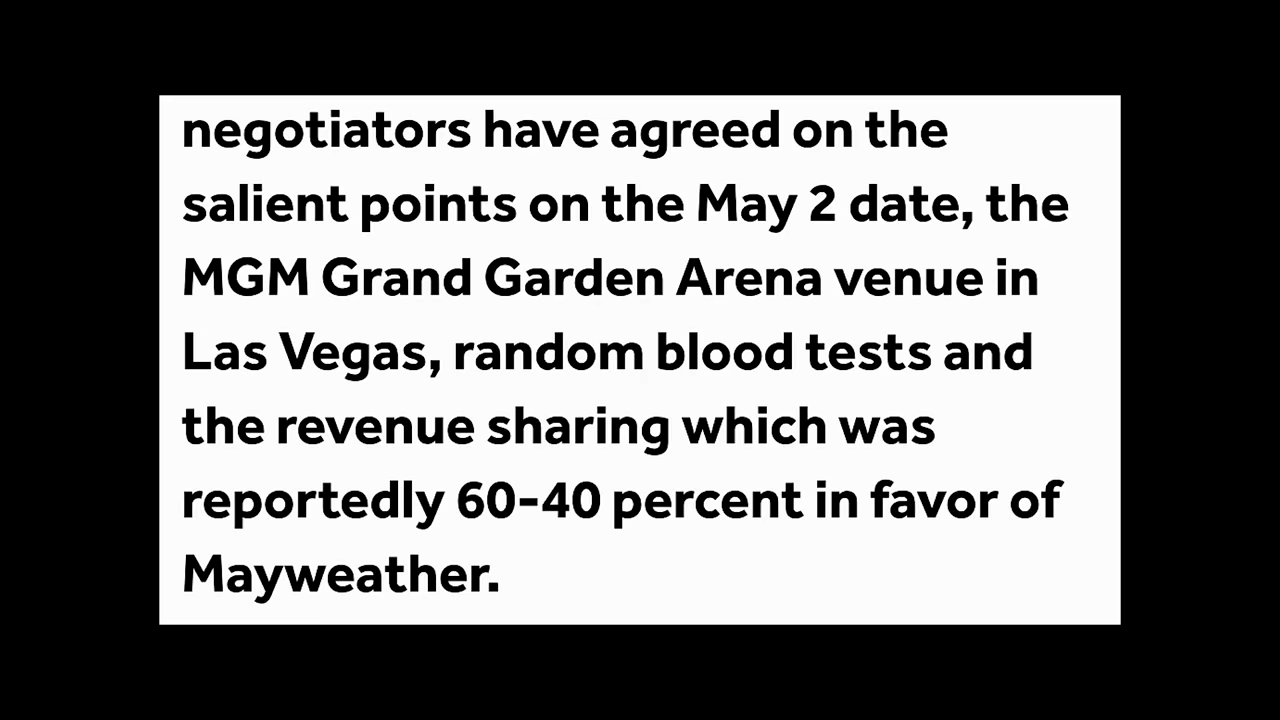 negotiators have agreed on the
salient points on the May 2 date, the
MGM Grand Garden Arena venue in
Las Vegas, random blood tests and
the revenue sharing which was
reportedly 60-40 percent in favor of
Mayweather.